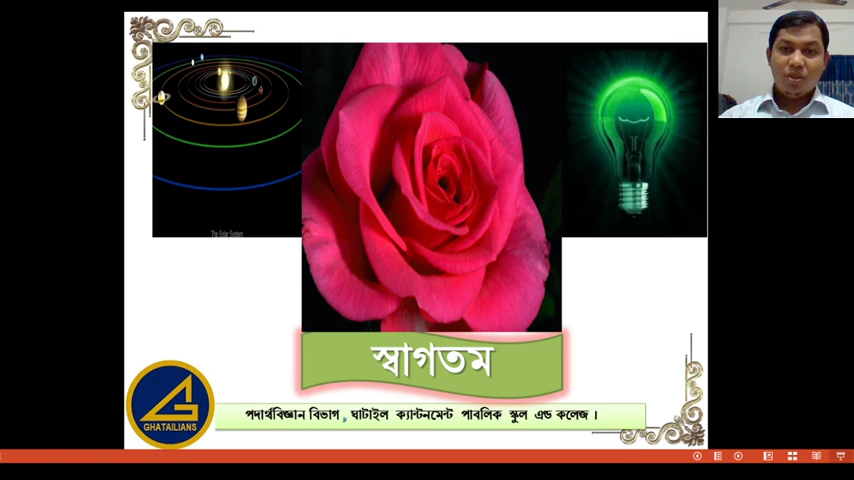 The Solar System
স্বাগতম
GHATAILIANS
পদার্থবিজ্ঞান বিভাগ , ঘাটাইল ক্যান্টনমেন্ট পাবলিক স্কুল এন্ড কলেজ ।